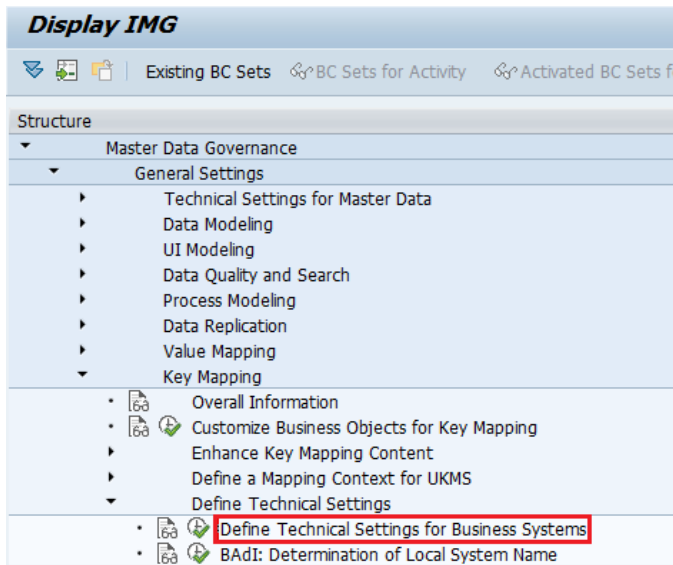 Display IMG
Existing BC Sets BC Sets for Activity Activated BC Sets f
Structure
Master Data Governance
General Settings
Technical Settings for Master Data
Data Modeling
UI Modeling
Data Quality and Search
Process Modeling
Data Replication
Value Mapping
Key Mapping
Overall Information
Customize Business Objects for Key Mapping
Enhance Key Mapping Content
Define a Mapping Context for UKMS
Define Technical Settings
Define Technical Settings for Business Systems
BAdI: Determination of Local System Name